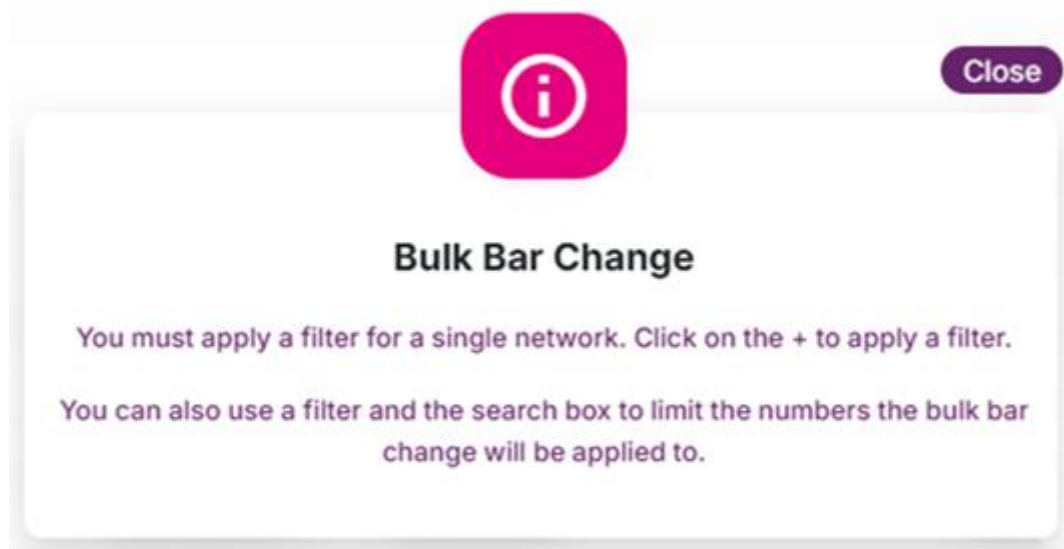 Close
Bulk Bar Change
You must apply a filter for a single network. Click on the + to apply a filter.
You can also use a filter and the search box to limit the numbers the bulk bar
change will be applied to.